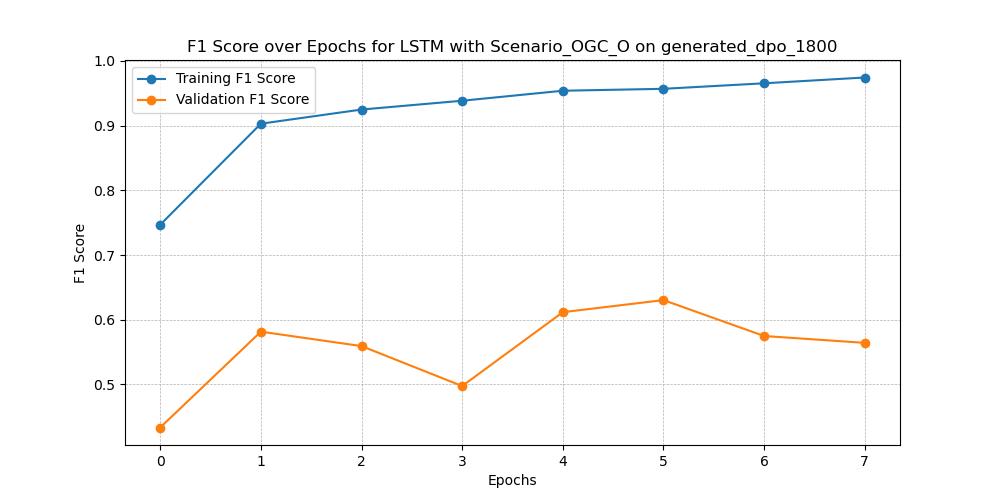 F1 Score over Epochs for LSTM with Scenario_OGC_O on generated_dpo_1800
Training F1 Score
Validation F1 Score
F1 Score
1.0
0.9
0.8
0.7
0.6
0.5
0 1 2 3 4 5 6 7
Epochs